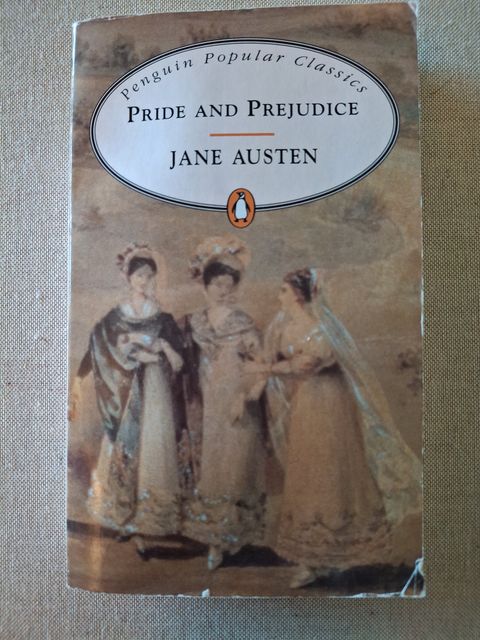 Penguin Popular Classics
PRIDE AND PREJUDICE
JANE AUSTEN